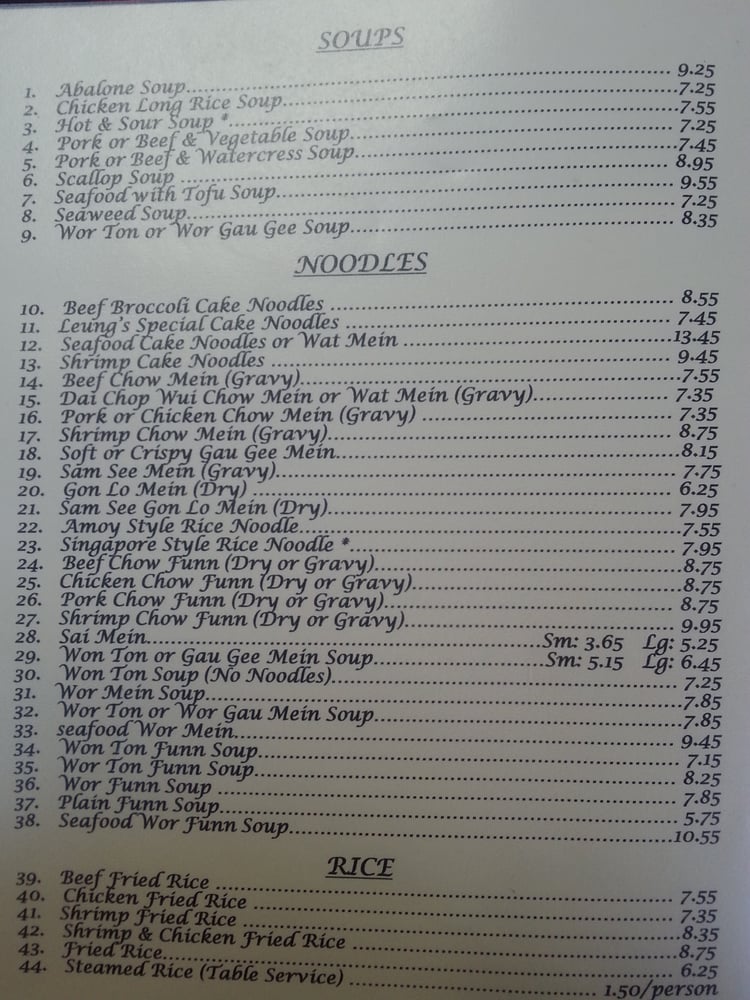 SOUPS
1. Abalone Soup........ 9.25
2. Chicken Long Rice Soup........ 7.25
3. Hot & Sour Soup *........ 7.55
4. Pork or Beef & Vegetable Soup........ 7.25
5. Pork or Beef & Watercress Soup........ 7.45
6. Scallop Soup ........ 8.95
7. Seafood with Tofu Soup........ 9.55
8. Seaweed Soup........ 7.25
9. Wor Ton or Wor Gau Gee Soup........ 8.35
NOODLES
10. Beef Broccoli Cake Noodles ........ 8.55
11. Leung's Special Cake Noodles ........ 7.45
12. Seafood Cake Noodles or Wat Mein ........13.45
13. Shrimp Cake Noodles ........ 9.45
14. Beef Chow Mein (Gravy)........7.55
15. Dai Chop Wui Chow Mein or Wat Mein (Gravy)........ 7.35
16. Pork or Chicken Chow Mein (Gravy) ........ 7.35
17. Shrimp Chow Mein (Gravy)........ 8.75
18. Soft or Crispy Gau Gee Mein........ 8.15
19. Sam See Mein (Gravy)........ 7.75
20. Gon Lo Mein (Dry) ........ 6.25
21. Sam See Gon Lo Mein (Dry)........ 7.95
22. Amoy Style Rice Noodle........ 7.55
23. Singapore Style Rice Noodle *........ 7.95
24. Beef Chow Funn (Dry or Gravy)........8.75
25. Chicken Chow Funn (Dry or Gravy)........ 8.75
26. Pork Chow Funn (Dry or Gravy)........ 8.75
27. Shrimp Chow Funn (Dry or Gravy)........ 9.95
28. Sai Mein........Sm: 3.65 Lg: 5.25
29. Won Ton or Gau Gee Mein Soup........Sm: 5.15 Lg: 6.45
30. Won Ton Soup (No Noodles)........ 7.25
31. Wor Mein Soup........7.85
32. Wor Ton or Wor Gau Mein Soup........7.85
33. seafood Wor Mein........ 9.45
34. Won Ton Funn Soup........ 7.15
35. Wor Ton Funn Soup........ 8.25
36. Wor Funn Soup ........ 7.85
37. Plain Funn Soup........ 5.75
38. Seafood Wor Funn Soup........10.55
RICE
39. Beef Fried Rice ........ 7.55
40. Chicken Fried Rice ........ 7.35
41. Shrimp Fried Rice ........ 8.35
42. Shrimp & Chicken Fried Rice ........ 8.75
43. Fried Rice........ 6.25
44. Steamed Rice (Table Service) ........ 1.50/person